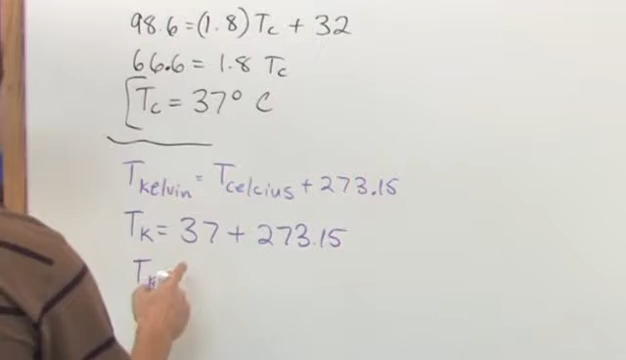 98.6=(1.8)Tc + 32
66.6 = 1.8 Tc
Tc = 37° C
Tkelvin = Tcelcius + 273.15
TK = 37 + 273.15
TK